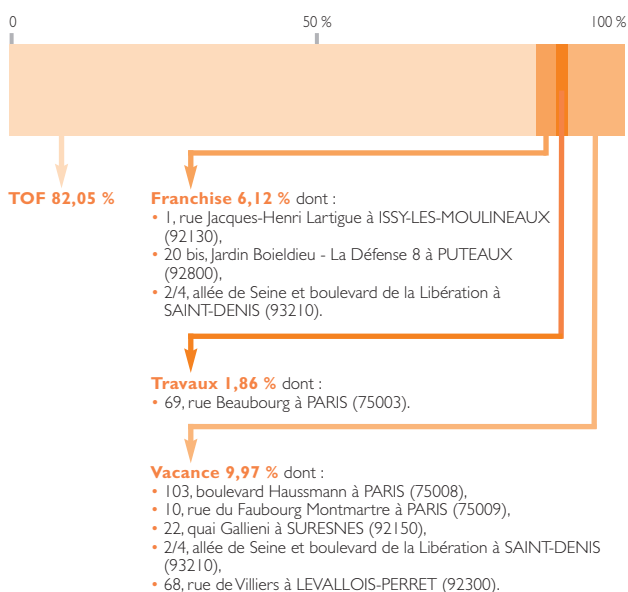 0 50 % 100 %
TOF 82,05 %
Franchise 6,12 % dont :
• 1, rue Jacques-Henri Lartigue à ISSY-LES-MOULINEAUX
(92130),
• 20 bis, Jardin Boieldieu - La Défense 8 à PUTEAUX
(92800),
• 2/4, allée de Seine et boulevard de la Libération à
SAINT-DENIS (93210).
Travaux 1,86 % dont :
• 69, rue Beaubourg à PARIS (75003).
Vacance 9,97 % dont :
• 103, boulevard Haussmann à PARIS (75008),
• 10, rue du Faubourg Montmartre à PARIS (75009),
• 22, quai Gallieni à SURESNES (92150),
• 2/4, allée de Seine et boulevard de la Libération à SAINT-DENIS
(93210),
• 68, rue de Villiers à LEVALLOIS-PERRET (92300).